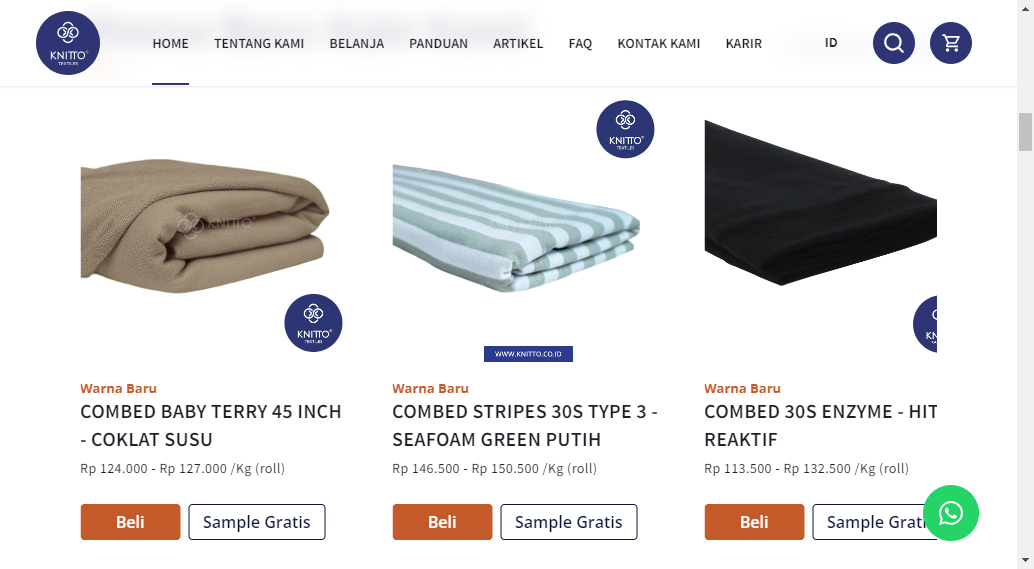 KNITTO
TEXTILES
HOME
TENTANG KAMI
BELANJA
PANDUAN
ARTIKEL
FAQ
KONTAK KAMI
KARIR
ID
KNITTO
KNITTO
TEXTILES
KNITTO
TEXTILES
WWW.KNITTO.CO.ID
Warna Baru
COMBED BABY TERRY 45 INCH
- COKLAT SUSU
Rp 124.000 - Rp 127.000 /Kg (roll)
Beli
Sample Gratis
Warna Baru
COMBED STRIPES 30S TYPE 3 -
SEAFOAM GREEN PUTIH
Rp 146.500 - Rp 150.500 /Kg (roll)
Beli
Sample Gratis
Warna Baru
COMBED 30S ENZYME - HIT
REAKTIF
Rp 113.500 - Rp 132.500 /Kg (roll)
Beli
Sample